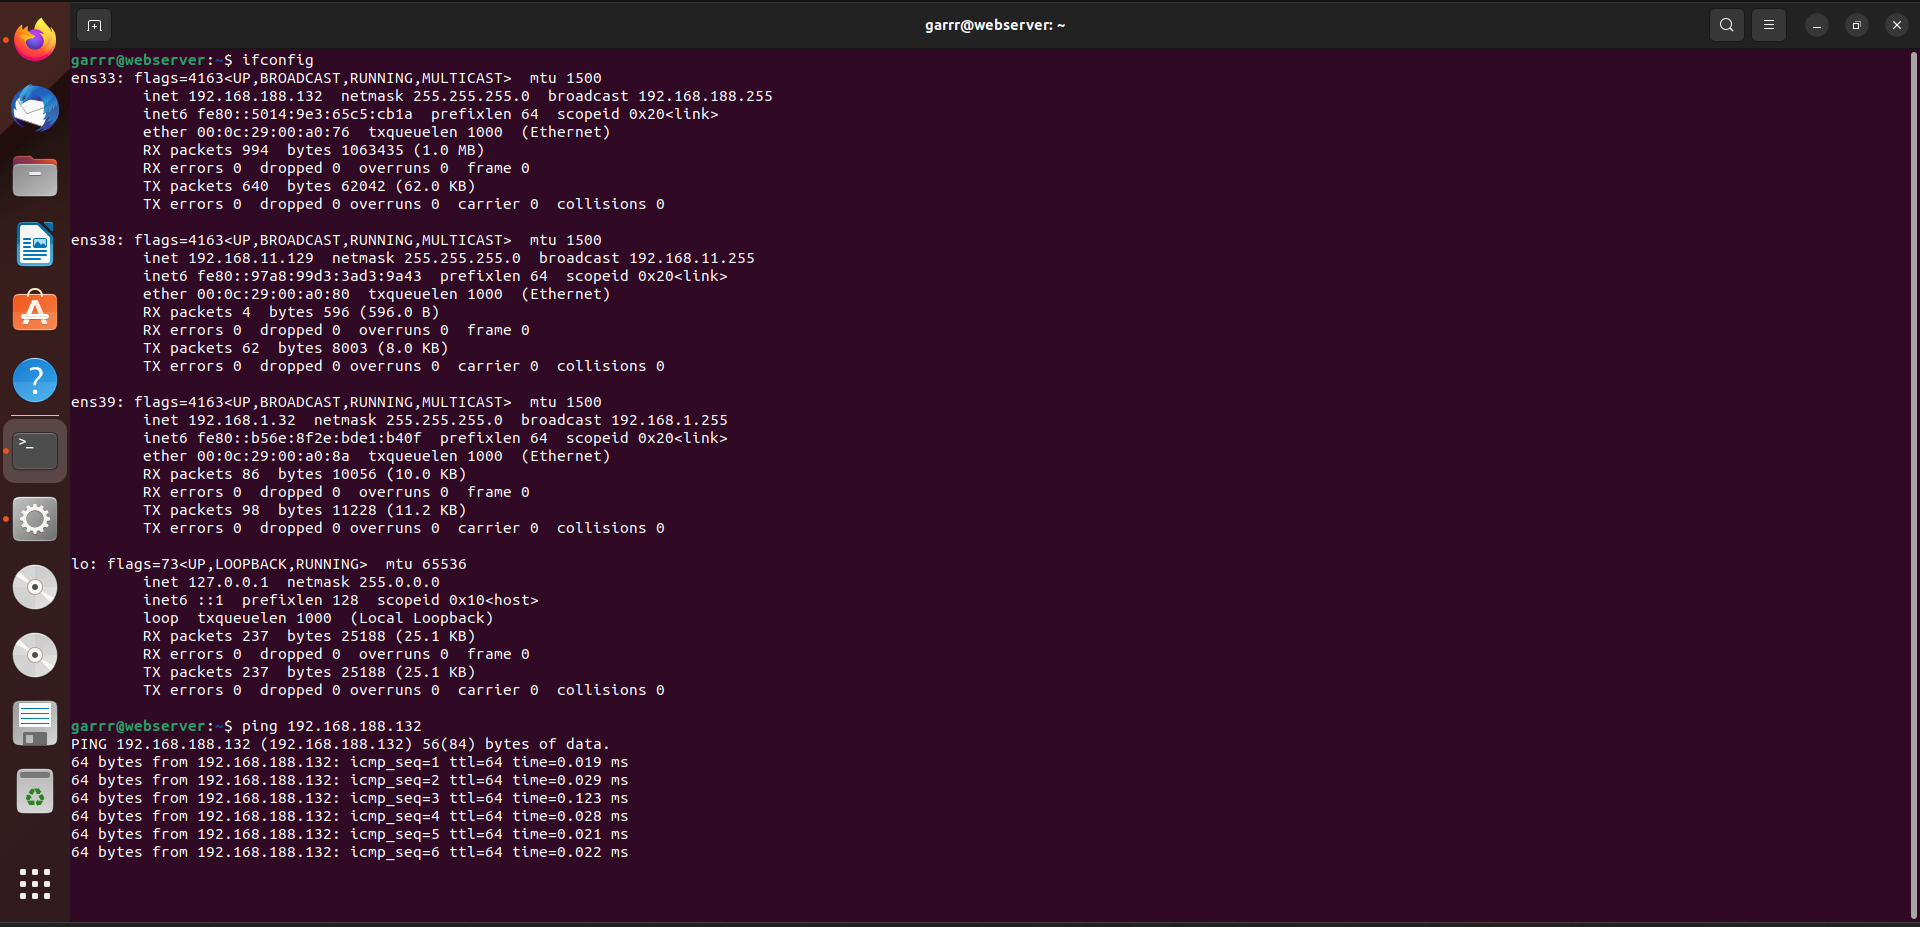 garrr@webserver: ~
garrr@webserver:~$ ifconfig
ens33: flags=4163<UP,BROADCAST,RUNNING,MULTICAST>  mtu 1500
        inet 192.168.188.132  netmask 255.255.255.0  broadcast 192.168.188.255
        inet6 fe80::5014:9e3:65c5:cb1a  prefixlen 64  scopeid 0x20<link>
        ether 00:0c:29:00:a0:76  txqueuelen 1000  (Ethernet)
        RX packets 994  bytes 1063435 (1.0 MB)
        RX errors 0  dropped 0  overruns 0  frame 0
        TX packets 640  bytes 62042 (62.0 KB)
        TX errors 0  dropped 0 overruns 0  carrier 0  collisions 0

ens38: flags=4163<UP,BROADCAST,RUNNING,MULTICAST>  mtu 1500
        inet 192.168.11.129  netmask 255.255.255.0  broadcast 192.168.11.255
        inet6 fe80::97a8:99d3:3ad3:9a43  prefixlen 64  scopeid 0x20<link>
        ether 00:0c:29:00:a0:80  txqueuelen 1000  (Ethernet)
        RX packets 4  bytes 596 (596.0 B)
        RX errors 0  dropped 0  overruns 0  frame 0
        TX packets 62  bytes 8003 (8.0 KB)
        TX errors 0  dropped 0 overruns 0  carrier 0  collisions 0

ens39: flags=4163<UP,BROADCAST,RUNNING,MULTICAST>  mtu 1500
        inet 192.168.1.32  netmask 255.255.255.0  broadcast 192.168.1.255
        inet6 fe80::b56e:8f2e:bde1:b40f  prefixlen 64  scopeid 0x20<link>
        ether 00:0c:29:00:a0:8a  txqueuelen 1000  (Ethernet)
        RX packets 86  bytes 10056 (10.0 KB)
        RX errors 0  dropped 0  overruns 0  frame 0
        TX packets 98  bytes 11228 (11.2 KB)
        TX errors 0  dropped 0 overruns 0  carrier 0  collisions 0

lo: flags=73<UP,LOOPBACK,RUNNING>  mtu 65536
        inet 127.0.0.1  netmask 255.0.0.0
        inet6 ::1  prefixlen 128  scopeid 0x10<host>
        loop  txqueuelen 1000  (Local Loopback)
        RX packets 237  bytes 25188 (25.1 KB)
        RX errors 0  dropped 0  overruns 0  frame 0
        TX packets 237  bytes 25188 (25.1 KB)
        TX errors 0  dropped 0 overruns 0  carrier 0  collisions 0

garrr@webserver:~$ ping 192.168.188.132
PING 192.168.188.132 (192.168.188.132) 56(84) bytes of data.
64 bytes from 192.168.188.132: icmp_seq=1 ttl=64 time=0.019 ms
64 bytes from 192.168.188.132: icmp_seq=2 ttl=64 time=0.029 ms
64 bytes from 192.168.188.132: icmp_seq=3 ttl=64 time=0.123 ms
64 bytes from 192.168.188.132: icmp_seq=4 ttl=64 time=0.028 ms
64 bytes from 192.168.188.132: icmp_seq=5 ttl=64 time=0.021 ms
64 bytes from 192.168.188.132: icmp_seq=6 ttl=64 time=0.022 ms